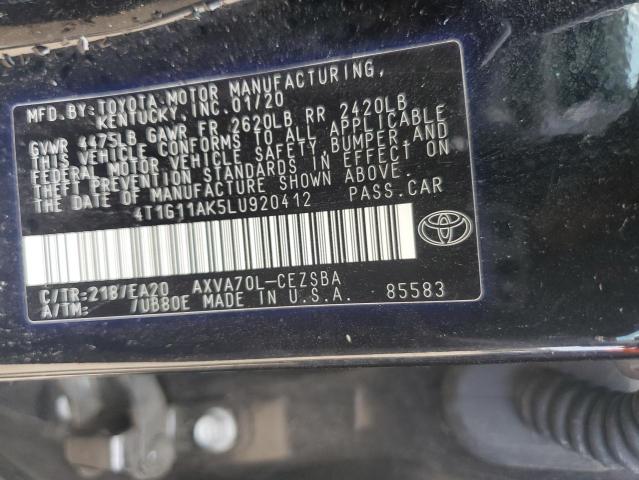 MFD.BY:TOYOTA MOTOR MANUFACTURING,
KENTUCKY, INC.01/20
GVWR 4475LB GAWR FR 2620LB RR 2420LB
THIS VEHICLE CONFORMS TO ALL APPLICABLE
FEDERAL MOTOR VEHICLE SAFETY,BUMPER AND
THEFT PREVENTION STANDARDS IN EFFECT ON
THE DATE OF MANUFACTURE SHOWN ABOVE.
4T1G11AK5LU920412 PASS.CAR
C/TR:218/EA20 AXVA70L-CEZSBA
A/TM: /UB80E MADE IN U.S.A. 85583